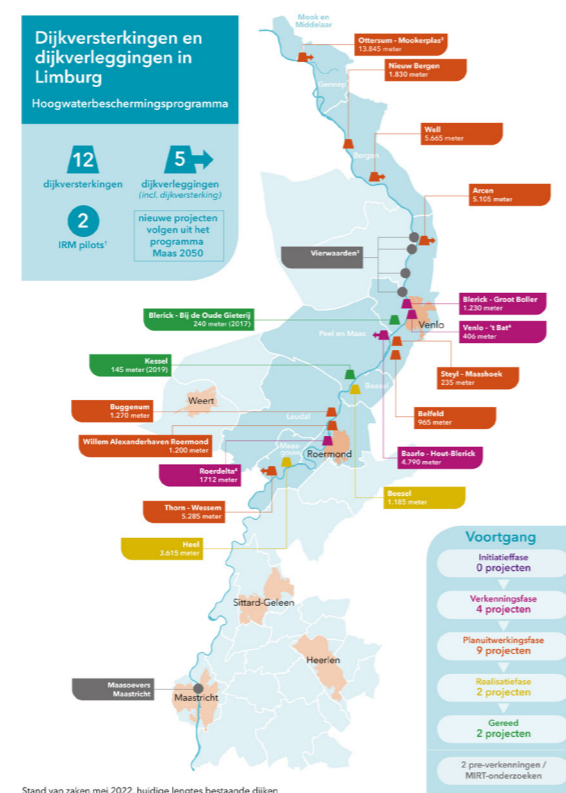 Dijkversterkingen en
dijkverleggingen in
Limburg
Hoogwaterbeschermingsprogramma
12
dijkversterkingen
5
dijkverleggingen
(incl. dijkversterking)
2
IRM pilots¹
nieuwe projecten
volgen uit het
programma
Maas 2050
Mook en
Middelaar
Ottersum - Mookerplas²
13.845 meter
Gennep
Nieuw Bergen
1.830 meter
Bergen
Well
5.665 meter
Arcen
5.105 meter
Vierwaarden³
Blerick - Groot Boller
1.230 meter
Blerick - Bij de Oude Gieterij
240 meter (2017)
Venlo
Venlo - 't Bat⁴
406 meter
Peel en Maas
Steyl - Maashoek
235 meter
Kessel
145 meter (2019)
Beesel
Weert
Belfeld
965 meter
Buggenum
1.270 meter
Leudal
Willem Alexanderhaven Roermond
1.200 meter
Maas-
gouw
Roermond
Baarlo - Hout-Blerick
4.790 meter
Roerdelta⁴
1712 meter
Beesel
1.185 meter
Thorn - Wessem
5.285 meter
Heel
3.615 meter
Sittard-Geleen
Heerlen
Maasoevers
Maastricht
Maastricht
Voortgang
Initiatieffase
0 projecten
Verkenningsfase
4 projecten
Planuitwerkingsfase
9 projecten
Realisatiefase
2 projecten
Gereed
2 projecten
2 pre-verkenningen /
MIRT-onderzoeken
Stand van zaken mei 2022, huidige lengtes bestaande dijken